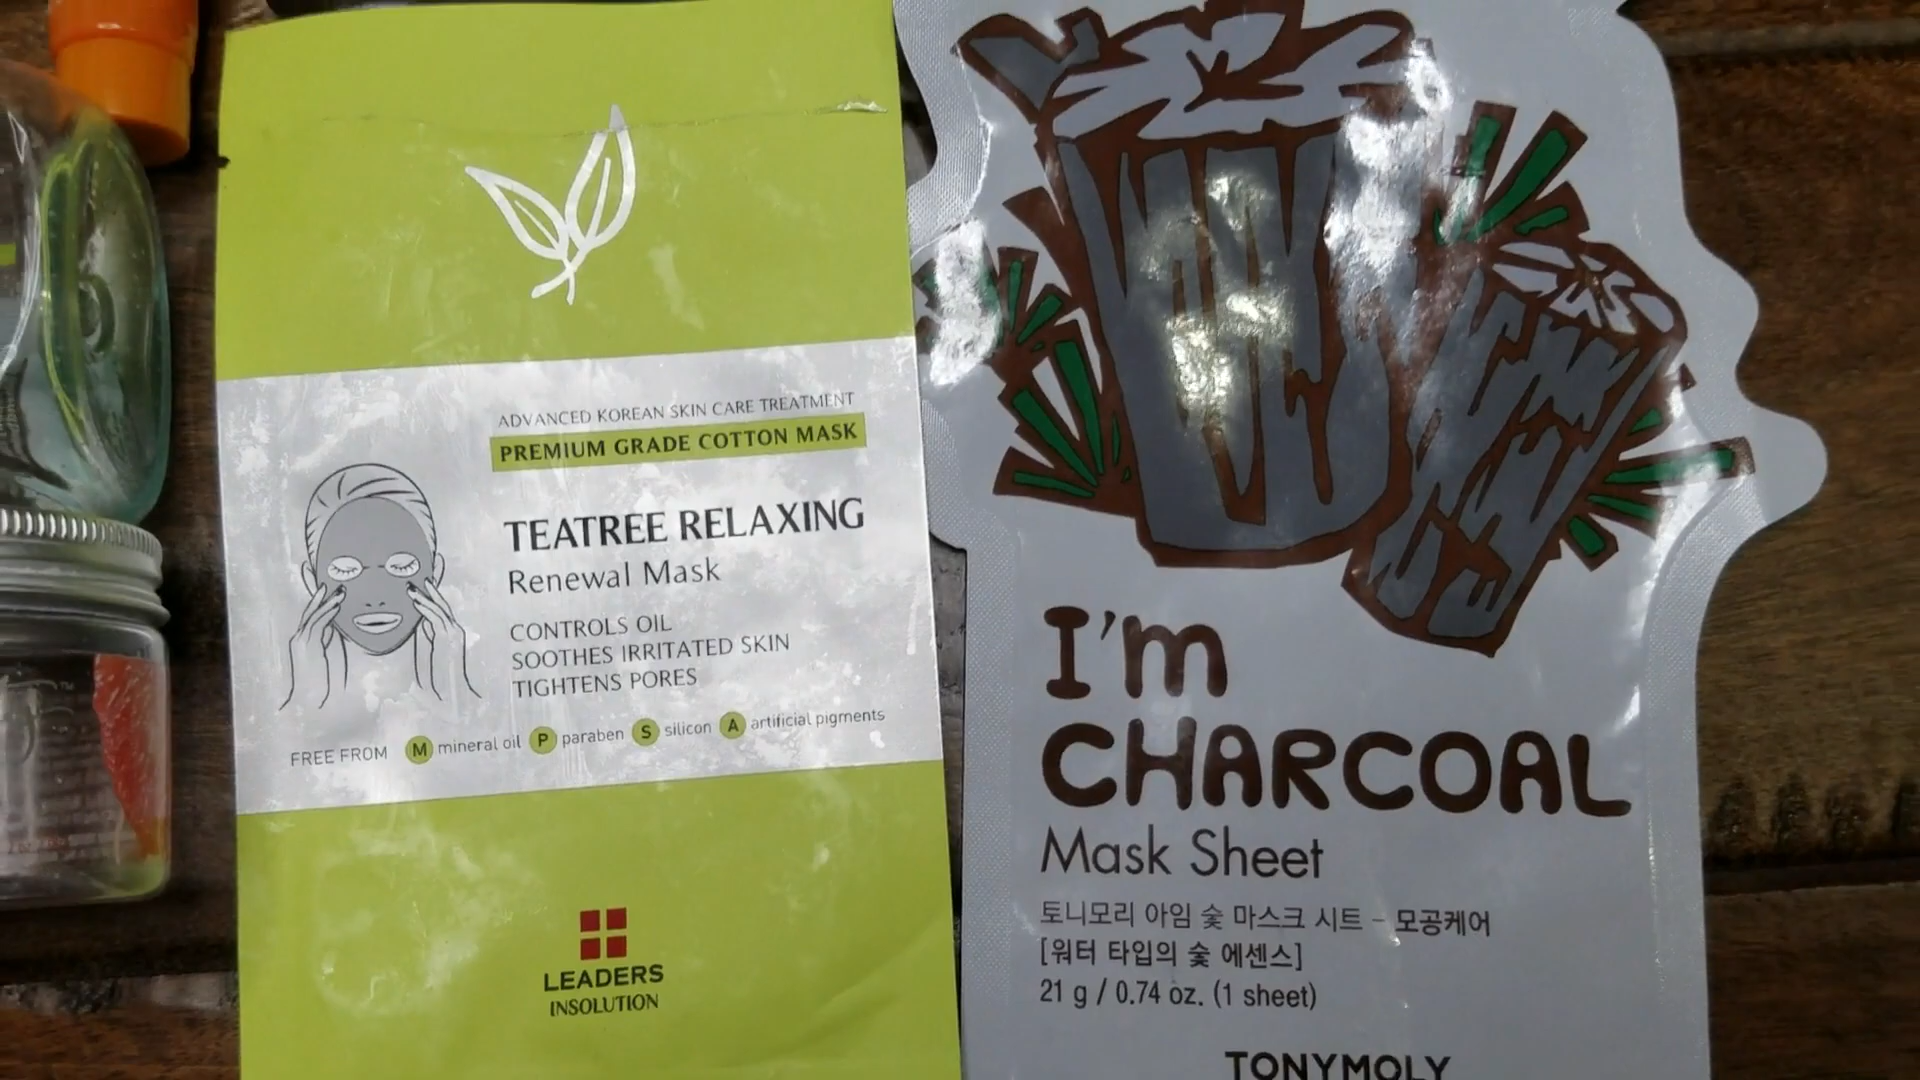 ADVANCED KOREAN SKIN CARE TREATMENT
PREMIUM GRADE COTTON MASK
TEATREE RELAXING
Renewal Mask
CONTROLS OIL
SOOTHES IRRITATED SKIN
TIGHTENS PORES
FREE FROM M mineral oil P paraben S silicon A artificial pigments
LEADERS
INSOLUTION
I'm
CHARCOAL
Mask Sheet
토니모리 아임 숯 마스크 시트 - 모공케어
[워터 타입의 숯 에센스]
21 g / 0.74 oz. (1 sheet)
TONYMOLY